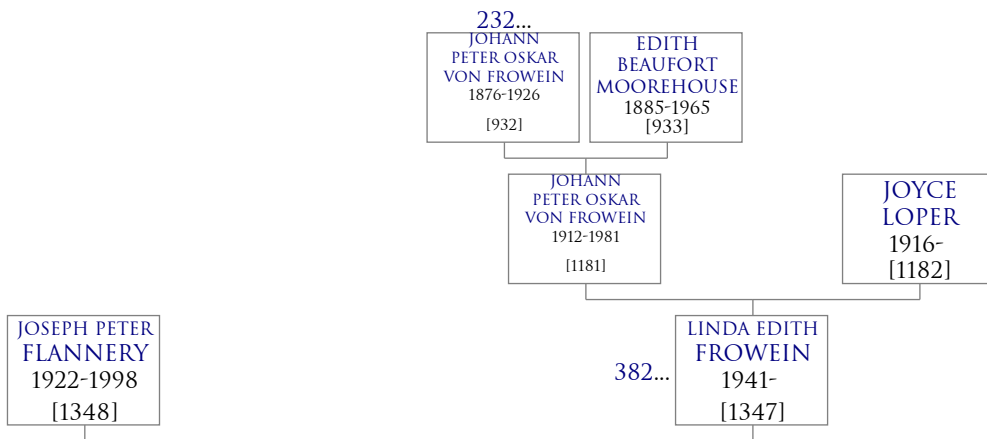 232...
JOHANN
PETER OSKAR
VON FROWEIN
1876-1926
[932]
EDITH
BEAUFORT
MOOREHOUSE
1885-1965
[933]
JOHANN
PETER OSKAR
VON FROWEIN
1912-1981
[1181]
JOYCE
LOPER
1916-
[1182]
JOSEPH PETER
FLANNERY
1922-1998
[1348]
382...
LINDA EDITH
FROWEIN
1941-
[1347]